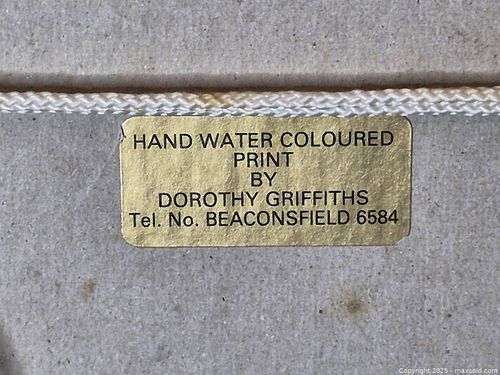 HAND WATER COLOURED
PRINT
BY
DOROTHY GRIFFITHS
Tel. No. BEACONSFIELD 6584
Copyright 2025 - maxsold.com